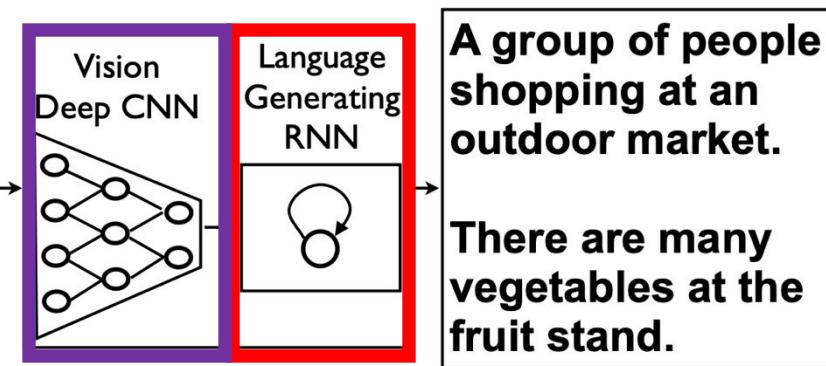 Vision
Deep CNN
Language
Generating
RNN
A group of people
shopping at an
outdoor market.
There are many
vegetables at the
fruit stand.